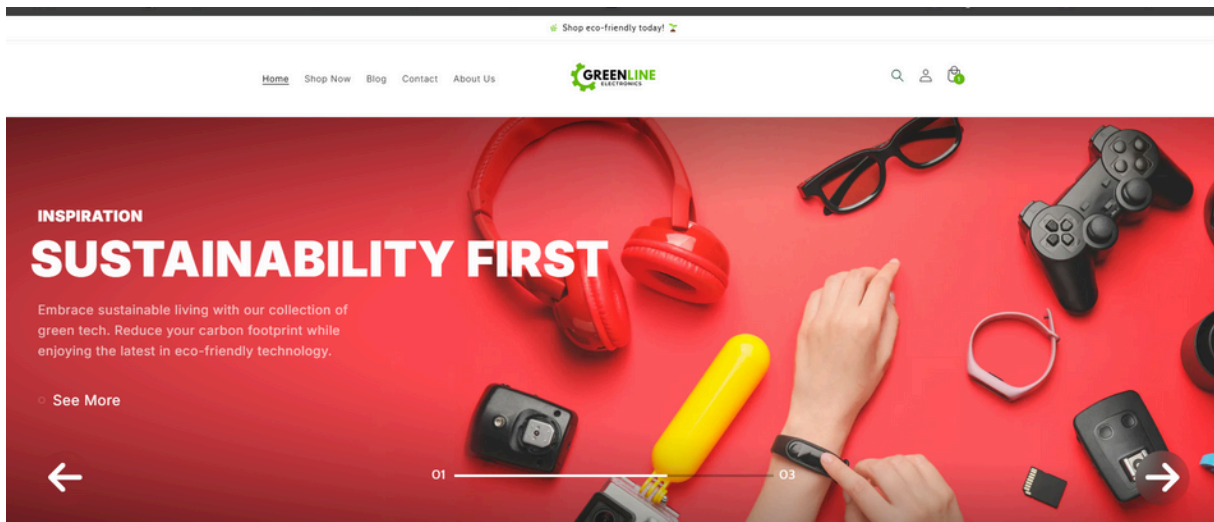 Shop eco-friendly today!
Home Shop Now Blog Contact About Us
GREENLINE
ELECTRONICS
1
INSPIRATION
SUSTAINABILITY FIRST
Embrace sustainable living with our collection of
green tech. Reduce your carbon footprint while
enjoying the latest in eco-friendly technology.
See More
01 03